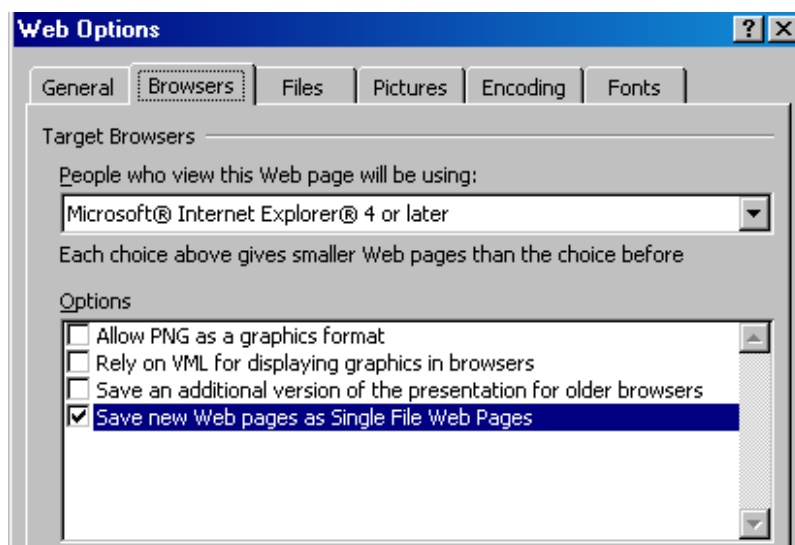 Web Options
General Browsers Files Pictures Encoding Fonts
Target Browsers
People who view this Web page will be using:
Microsoft® Internet Explorer® 4 or later
Each choice above gives smaller Web pages than the choice before
Options
Allow PNG as a graphics format
Rely on VML for displaying graphics in browsers
Save an additional version of the presentation for older browsers
Save new Web pages as Single File Web Pages